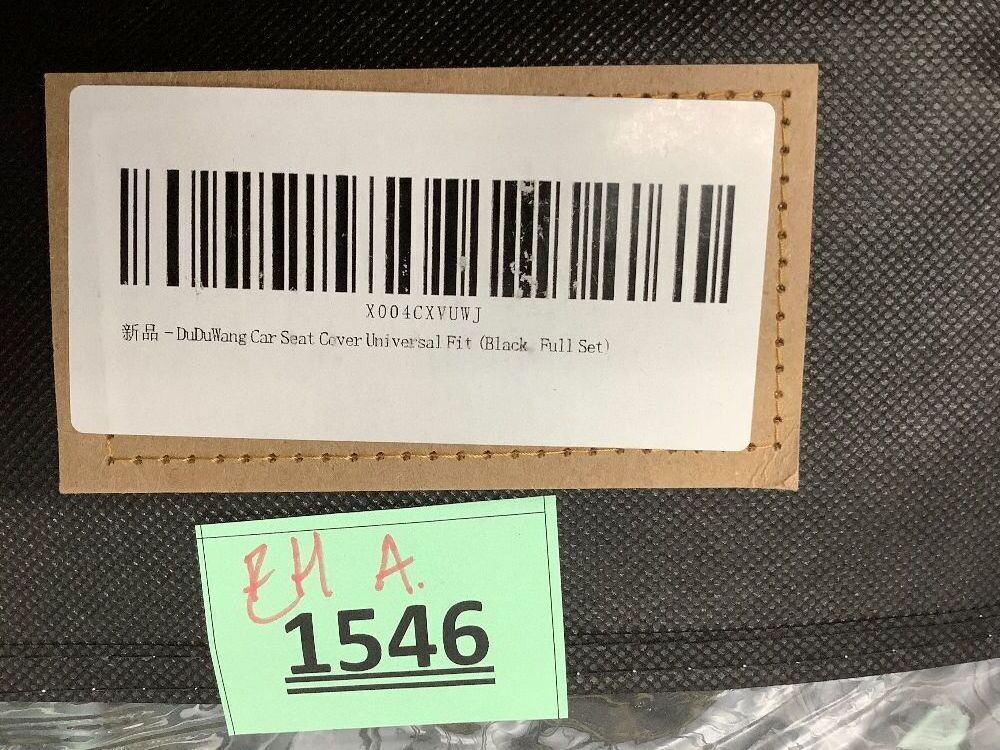 X004CXVUWJ
新品 - DuDuWang Car Seat Cover Universal Fit (Black Full Set)
EH A.
1546